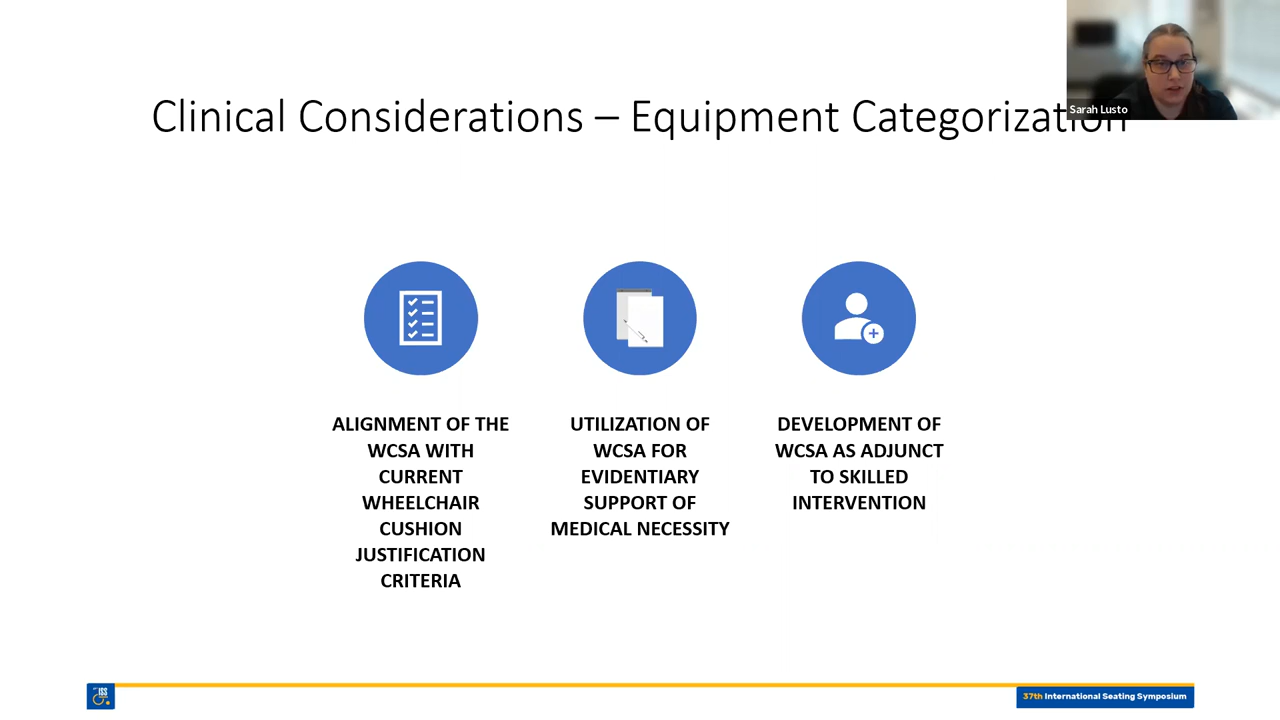 Sarah Lusto
Clinical Considerations – Equipment Categorization
ALIGNMENT OF THE
WCSA WITH
CURRENT
WHEELCHAIR
CUSHION
JUSTIFICATION
CRITERIA
UTILIZATION OF
WCSA FOR
EVIDENTIARY
SUPPORT OF
MEDICAL NECESSITY
DEVELOPMENT OF
WCSA AS ADJUNCT
TO SKILLED
INTERVENTION
ISS
37th International Seating Symposium